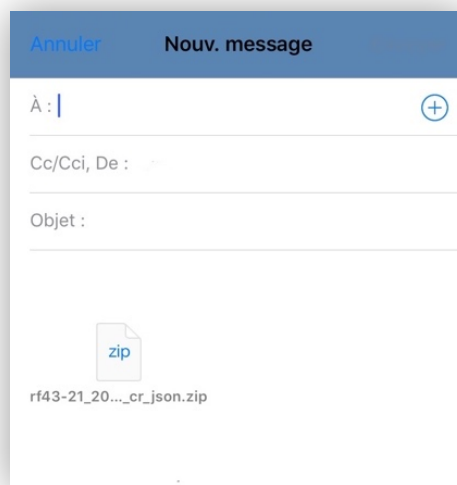 Annuler Nouv. message
À :
Cc/Cci, De :
Objet :
zip
rf43-21_20..._cr_json.zip